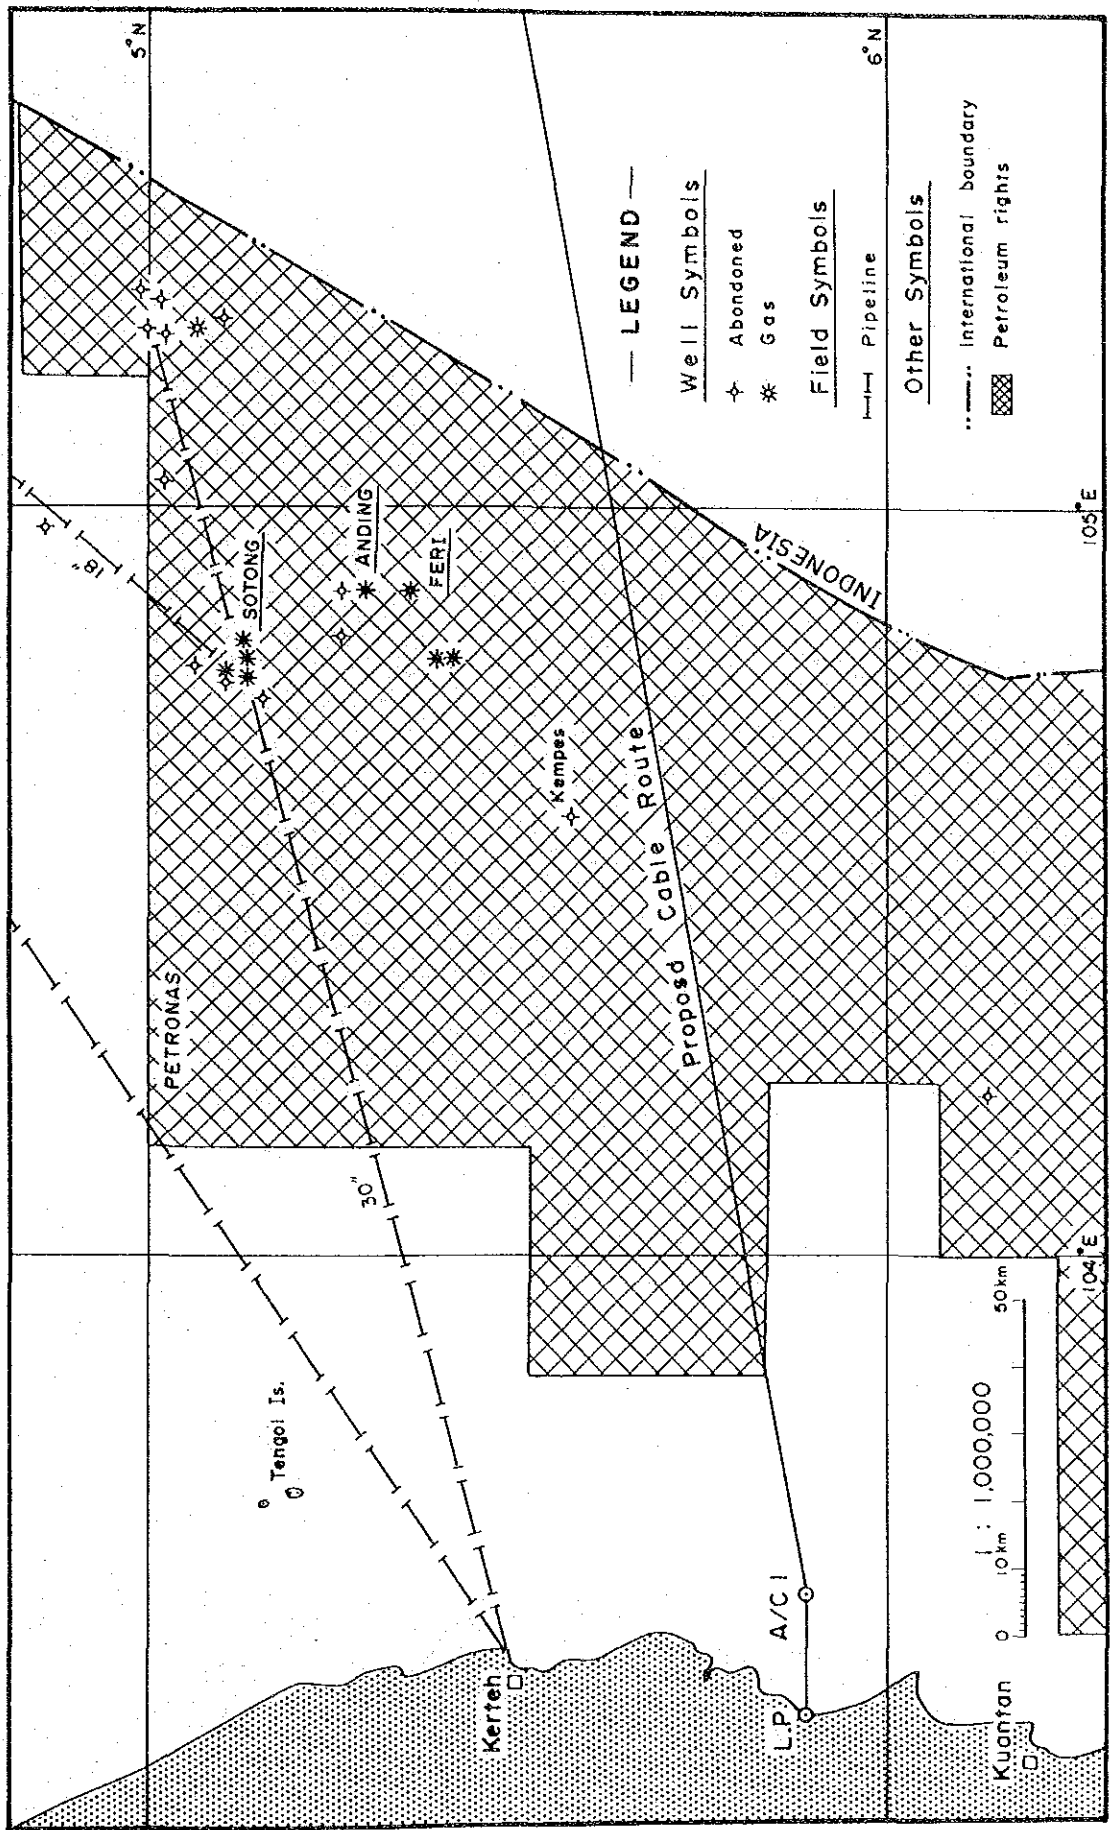 5°N
6°N
PETRONAS
18"
30"
SOTONG
ANDING
FERI
Kempes
Tengol Is.
Proposd Cable Route
INDONESIA
Kerteh
L.P
A/C 1
Kuantan
104°E
105°E
1 : 1,000,000
0 10km 50km
— LEGEND —
Well Symbols
Abondoned
Gas
Field Symbols
Pipeline
Other Symbols
International boundary
Petroleum rights